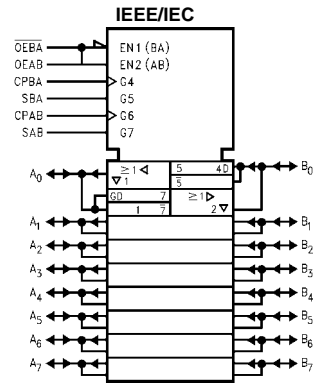 IEEE/IEC
OEBA EN1 (BA)
OEAB EN2 (AB)
CPBA G4
SBA G5
CPAB G6
SAB G7
A0 ≥1 5 4D B0
1 5
GD 7 ≥1
1 7 2
A1 B1
A2 B2
A3 B3
A4 B4
A5 B5
A6 B6
A7 B7